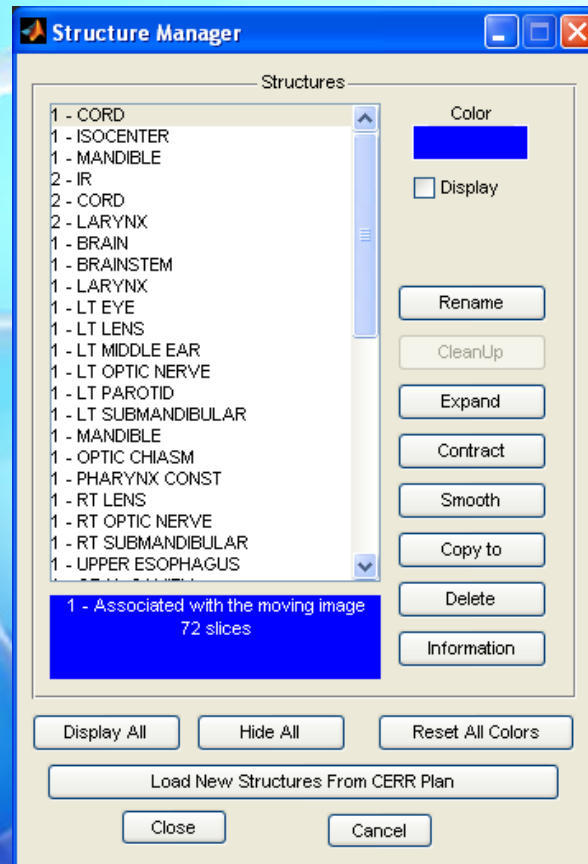 Structure Manager
Structures
1 - CORD
1 - ISOCENTER
1 - MANDIBLE
2 - IR
2 - CORD
2 - LARYNX
1 - BRAIN
1 - BRAINSTEM
1 - LARYNX
1 - LT EYE
1 - LT LENS
1 - LT MIDDLE EAR
1 - LT OPTIC NERVE
1 - LT PAROTID
1 - LT SUBMANDIBULAR
1 - MANDIBLE
1 - OPTIC CHIASM
1 - PHARYNX CONST
1 - RT LENS
1 - RT OPTIC NERVE
1 - RT SUBMANDIBULAR
1 - UPPER ESOPHAGUS
1 - Associated with the moving image
72 slices
Color
Display
Rename
CleanUp
Expand
Contract
Smooth
Copy to
Delete
Information
Display All
Hide All
Reset All Colors
Load New Structures From CERR Plan
Close
Cancel